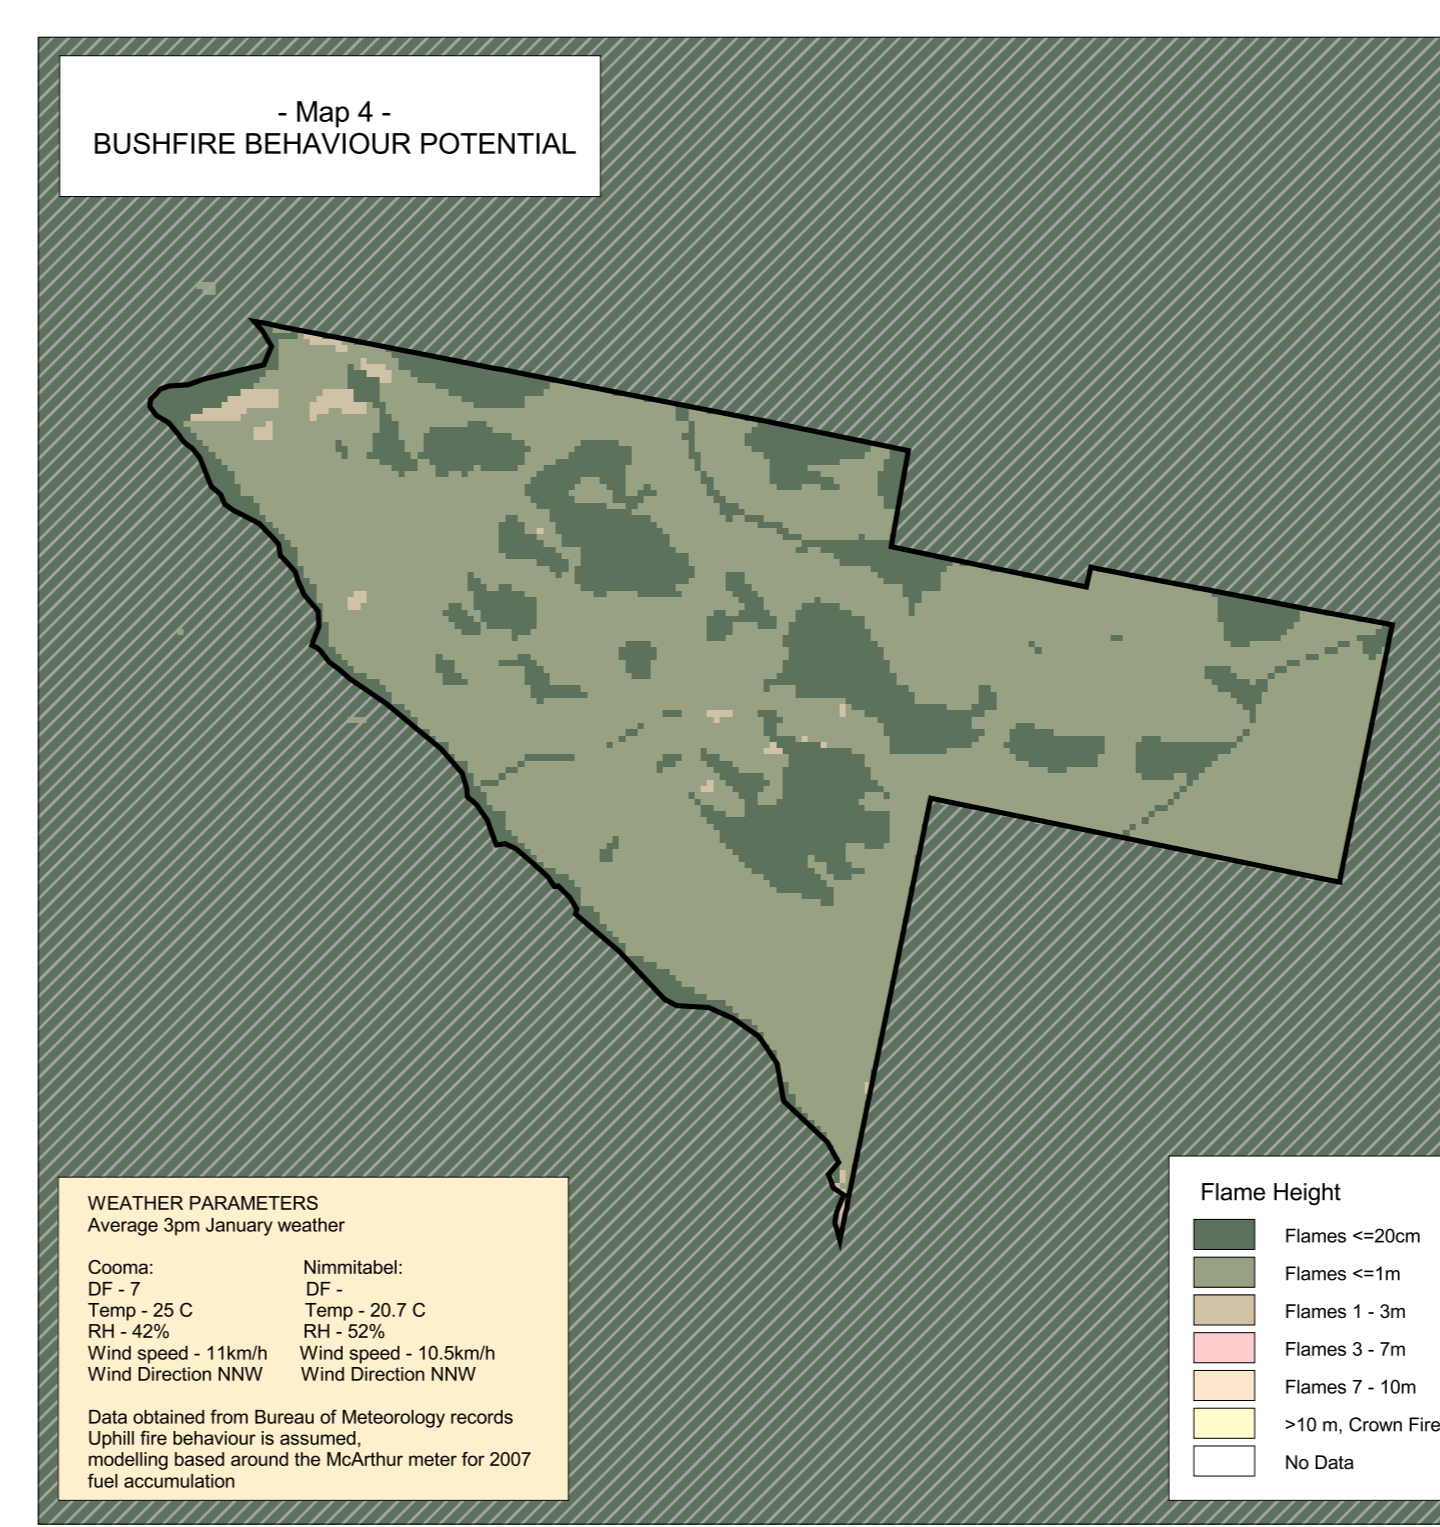 - Map 4 -
BUSHFIRE BEHAVIOUR POTENTIAL
WEATHER PARAMETERS
Average 3pm January weather
Cooma: Nimmitabel:
DF - 7 DF -
Temp - 25 C Temp - 20.7 C
RH - 42% RH - 52%
Wind speed - 11km/h Wind speed - 10.5km/h
Wind Direction NNW Wind Direction NNW
Data obtained from Bureau of Meteorology records
Uphill fire behaviour is assumed,
modelling based around the McArthur meter for 2007
fuel accumulation
Flame Height
Flames <=20cm
Flames <=1m
Flames 1 - 3m
Flames 3 - 7m
Flames 7 - 10m
>10 m, Crown Fire
No Data